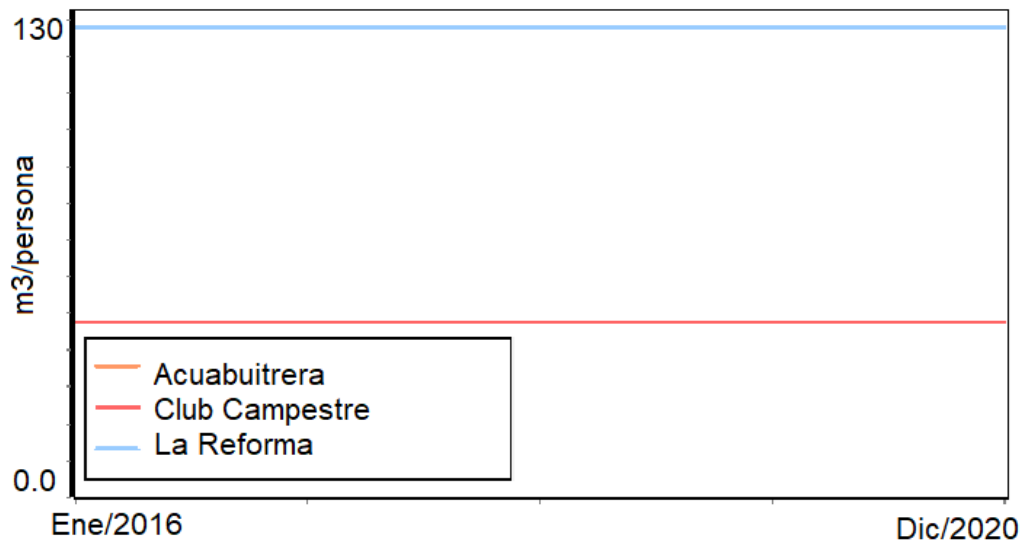 130
m3/persona
Acuabuitrera
Club Campestre
La Reforma
0.0
Ene/2016
Dic/2020